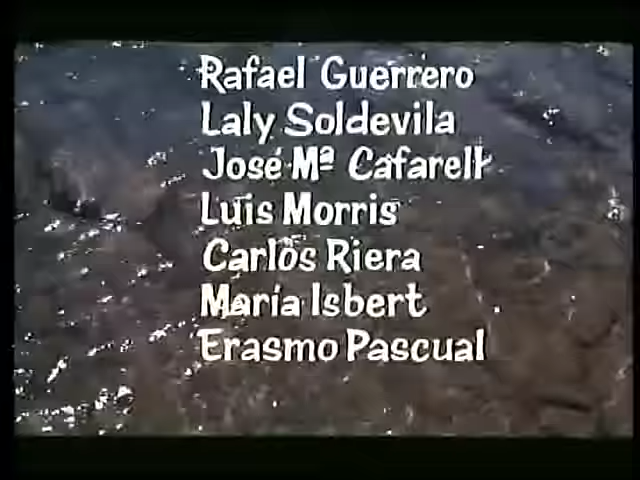 Rafael Guerrero
Laly Soldevila
José Mª Cafarell
Luis Morris
Carlos Riera
María Isbert
Erasmo Pascual